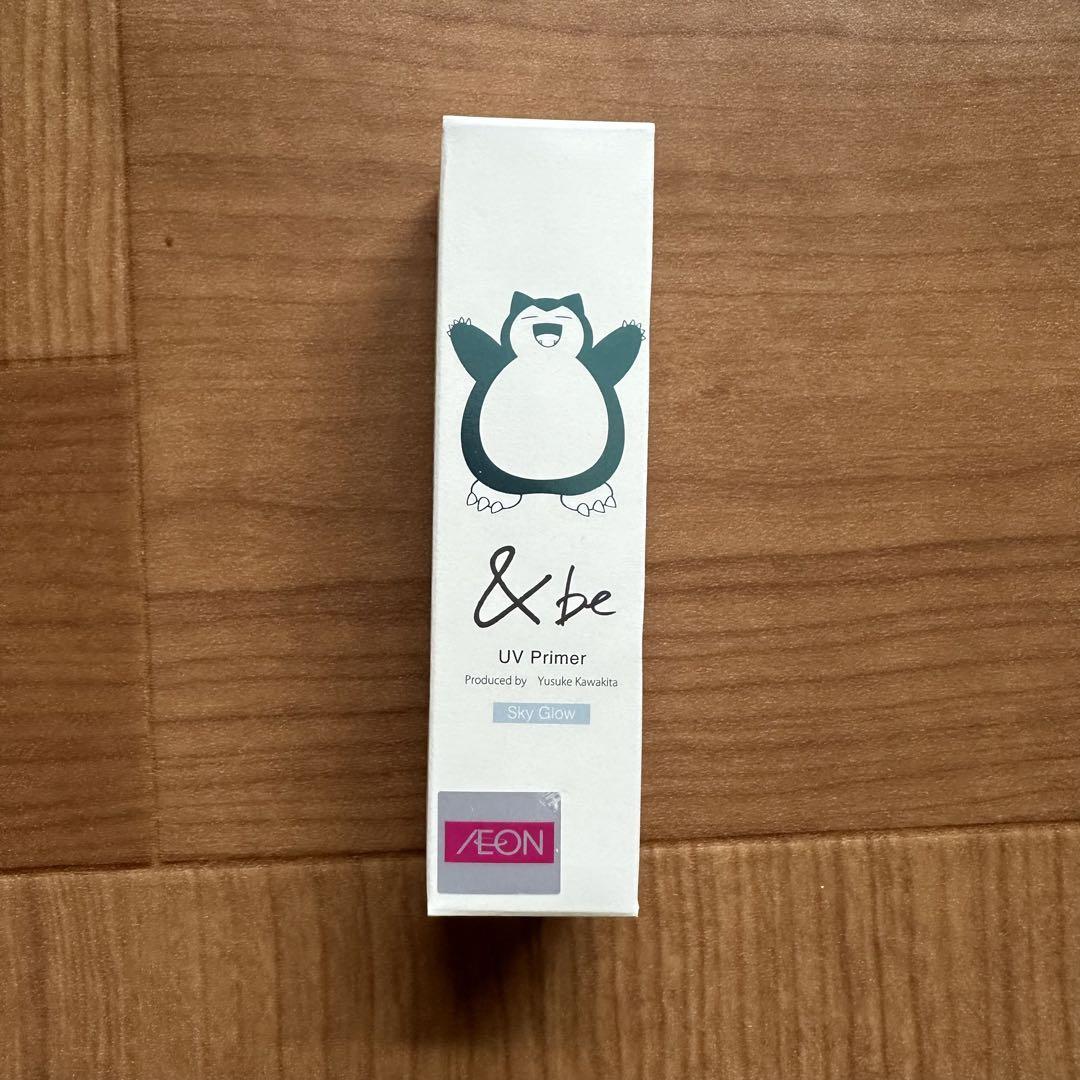 &be
UV Primer
Produced by Yusuke Kawakita
Sky Glow
ÆON